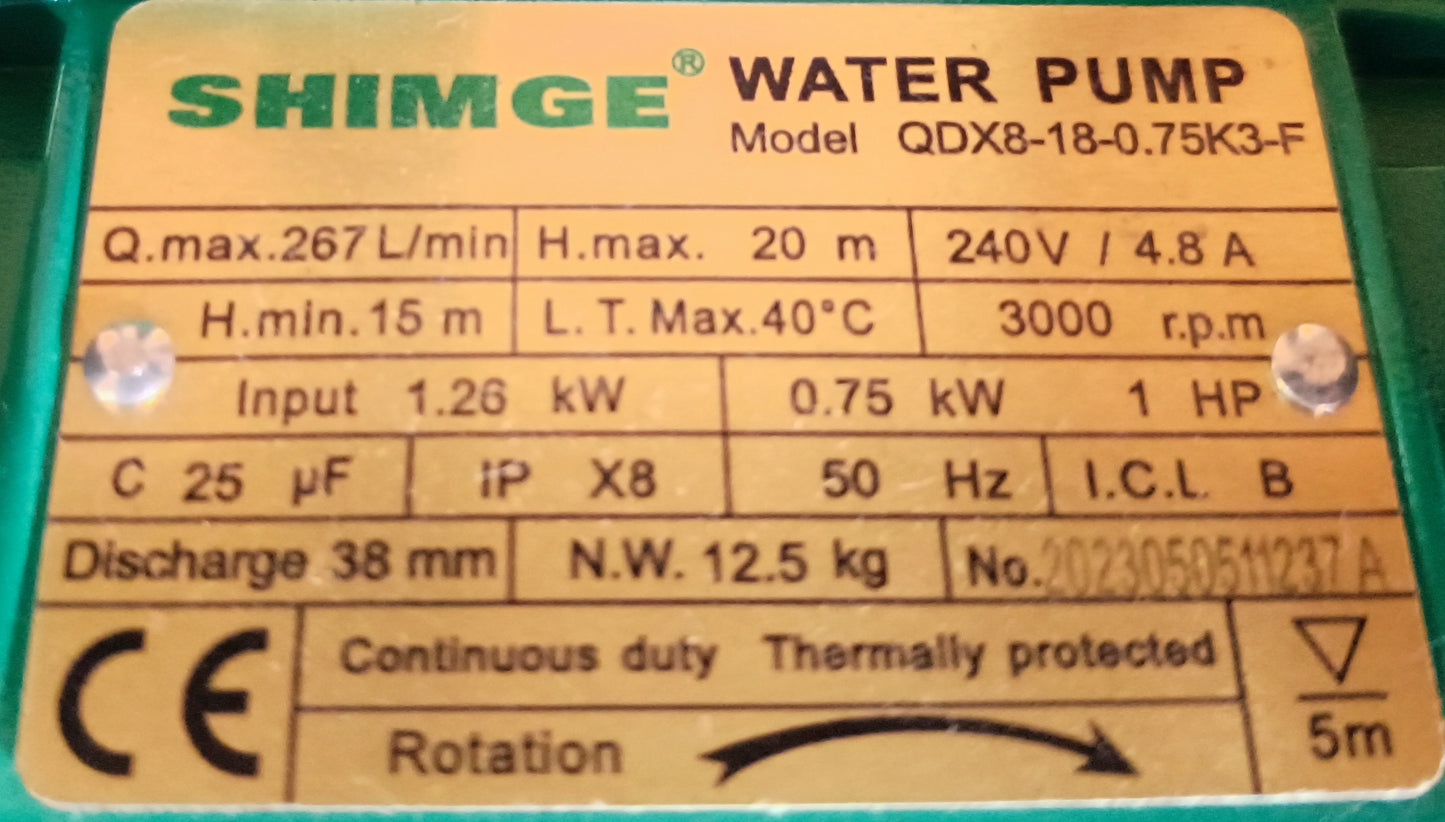 SHIMGE® WATER PUMP
Model QDX8-18-0.75K3-F
Q.max.267 L/min H.max. 20 m 240V / 4.8 A
H.min.15 m L.T.Max.40°C 3000 r.p.m
Input 1.26 kW 0.75 kW 1 HP
C 25 µF IP X8 50 Hz I.C.L. B
Discharge 38 mm N.W. 12.5 kg No.2023050511237 A
CE Continuous duty Thermally protected
Rotation 5m